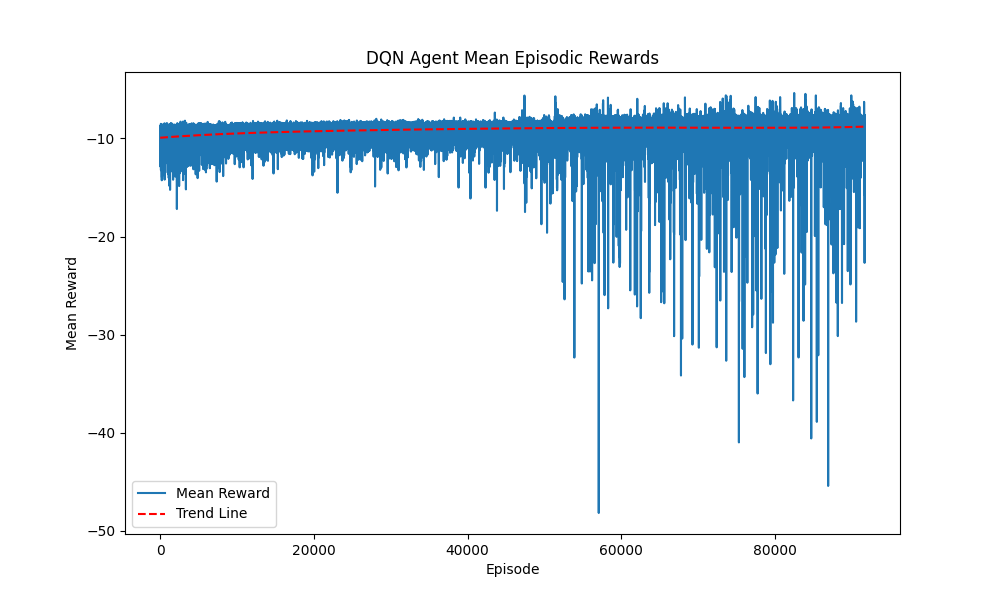 DQN Agent Mean Episodic Rewards
−10
−20
−30
−40
−50
Mean Reward
Mean Reward
Trend Line
0
20000
40000
60000
80000
Episode